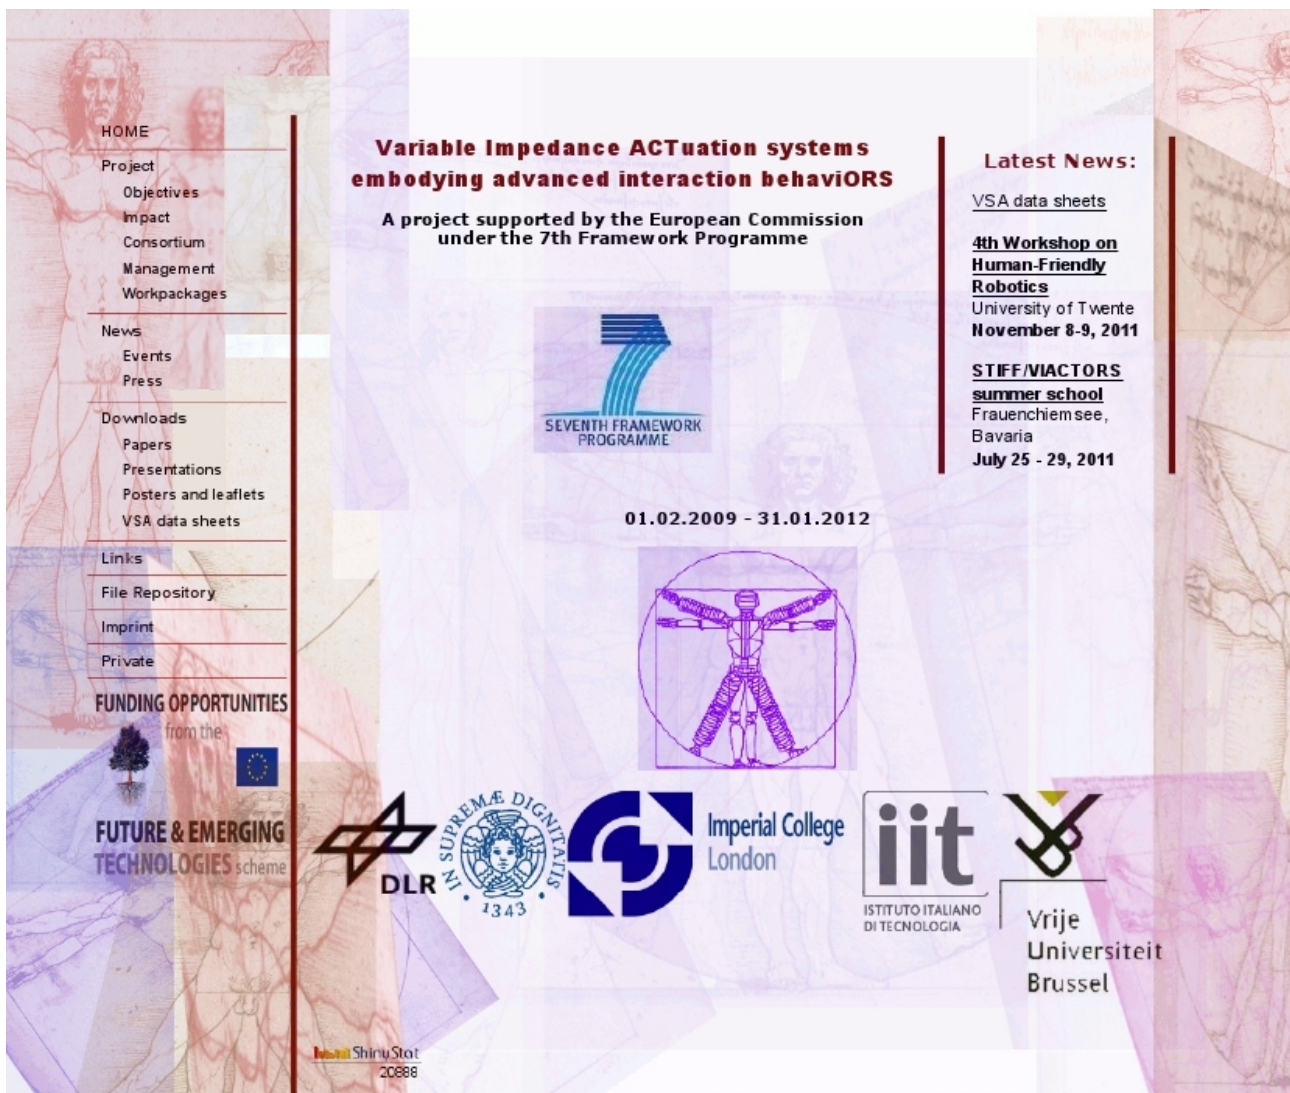 HOME
Project
Objectives
Impact
Consortium
Management
Workpackages
News
Events
Press
Downloads
Papers
Presentations
Posters and leaflets
VSA data sheets
Links
File Repository
Imprint
Private
FUNDING OPPORTUNITIES
from the
FUTURE & EMERGING
TECHNOLOGIES scheme
Variable Impedance ACTuation systems
embodying advanced interaction behaviORS
A project supported by the European Commission
under the 7th Framework Programme
SEVENTH FRAMEWORK
PROGRAMME
01.02.2009 - 31.01.2012
Latest News:
VSA data sheets
4th Workshop on
Human-Friendly
Robotics
University of Twente
November 8-9, 2011
STIFF/VIACTORS
summer school
Frauenchiemsee,
Bavaria
July 25 - 29, 2011
DLR
IN SUPREMÆ DIGNITATIS
1343
Imperial College
London
iit
ISTITUTO ITALIANO
DI TECNOLOGIA
Vrije
Universiteit
Brussel
ShinyStat
20888